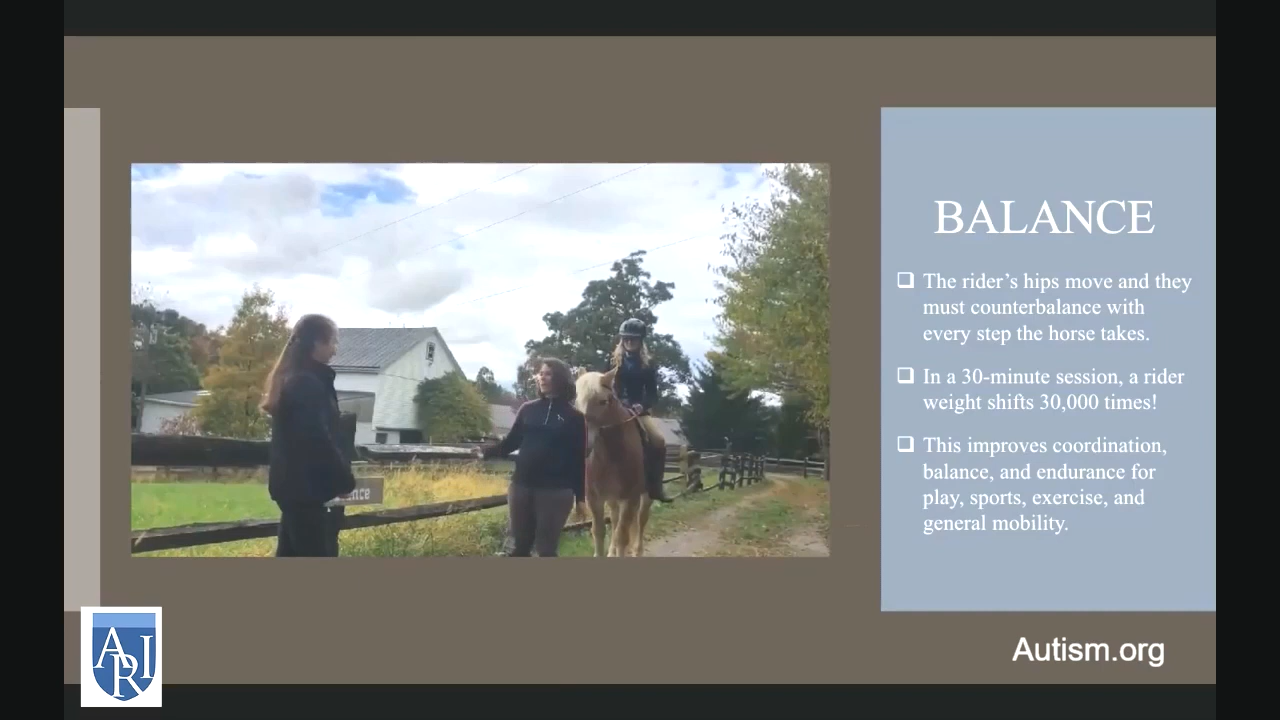 BALANCE
❑ The rider's hips move and they
must counterbalance with
every step the horse takes.
❑ In a 30-minute session, a rider
weight shifts 30,000 times!
❑ This improves coordination,
balance, and endurance for
play, sports, exercise, and
general mobility.
ARI
Autism.org